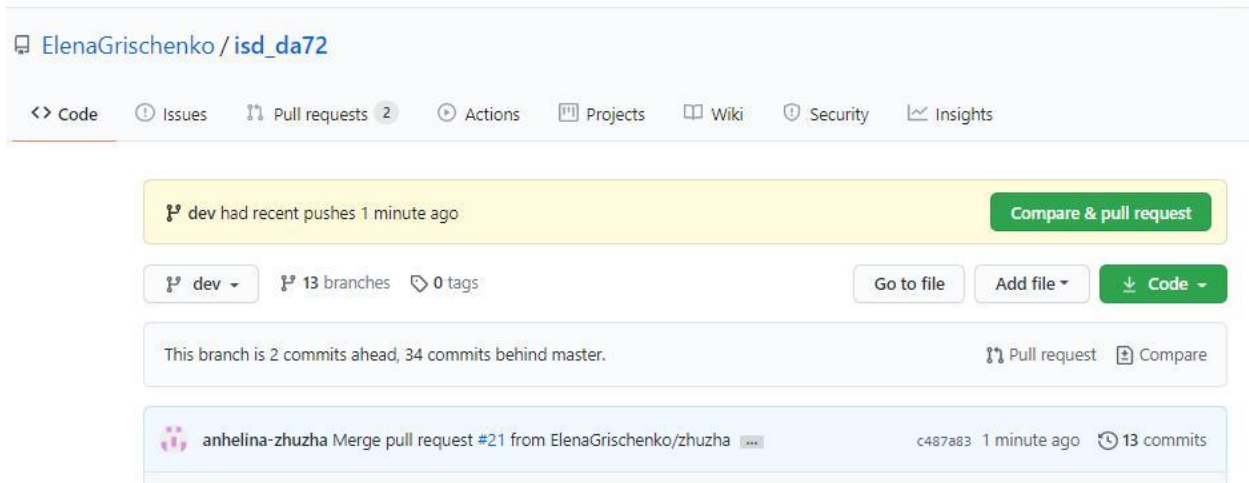 ElenaGrischenko / isd_da72
<> Code Issues Pull requests 2 Actions Projects Wiki Security Insights
dev had recent pushes 1 minute ago Compare & pull request
dev 13 branches 0 tags Go to file Add file Code
This branch is 2 commits ahead, 34 commits behind master. Pull request Compare
anhelina-zhuzha Merge pull request #21 from ElenaGrischenko/zhuzha ... c487a83 1 minute ago 13 commits